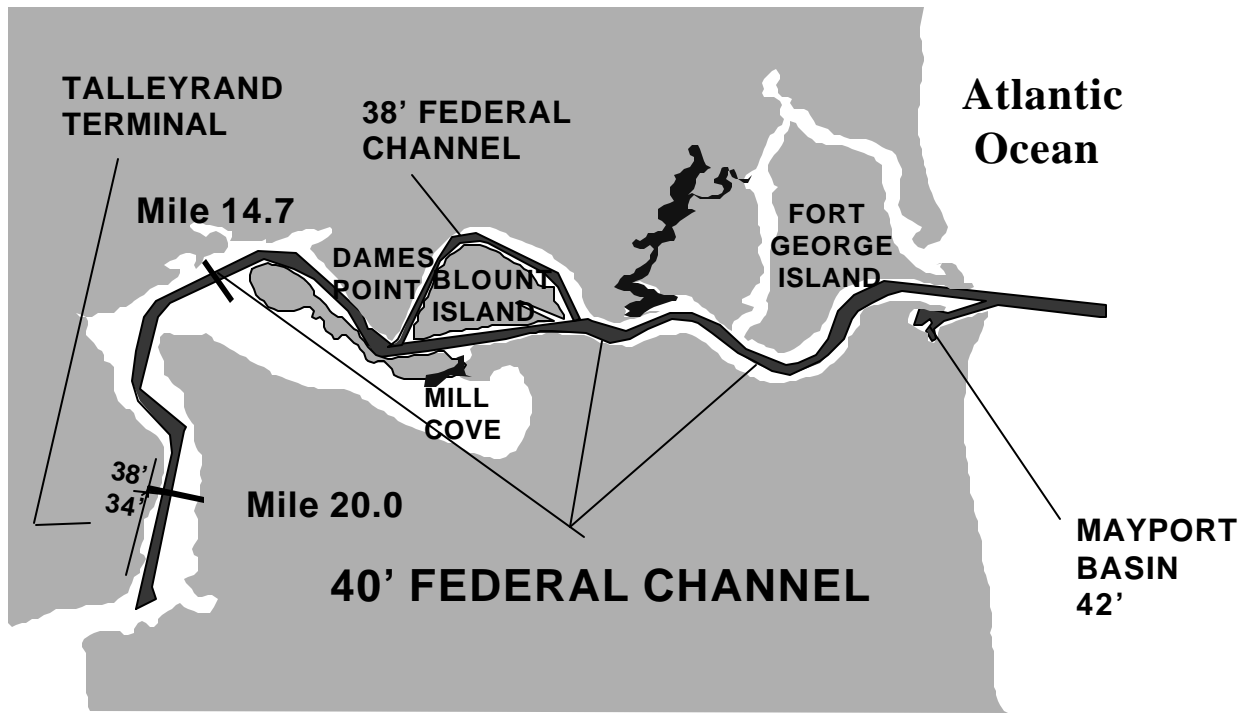 TALLEYRAND
TERMINAL
38’ FEDERAL
CHANNEL
Atlantic
Ocean
Mile 14.7
DAMES
POINT
BLOUNT
ISLAND
FORT
GEORGE
ISLAND
MILL
COVE
38’
34’
Mile 20.0
40’ FEDERAL CHANNEL
MAYPORT
BASIN
42’